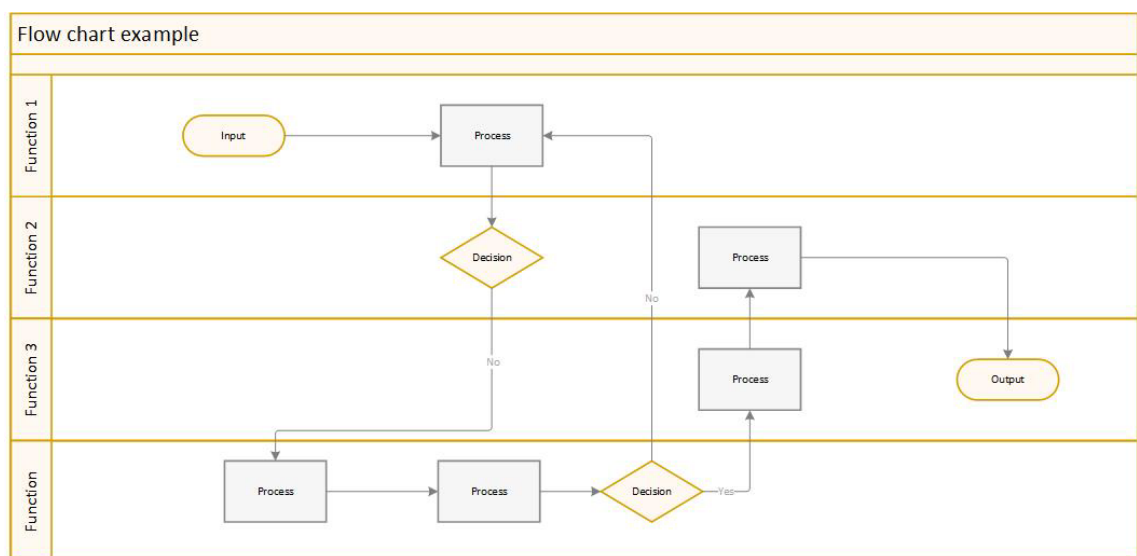 Flow chart example
Function 1
Input
Process
Function 2
Decision
Process
No
Function 3
No
Process
Output
Function
Process
Process
Decision
Yes